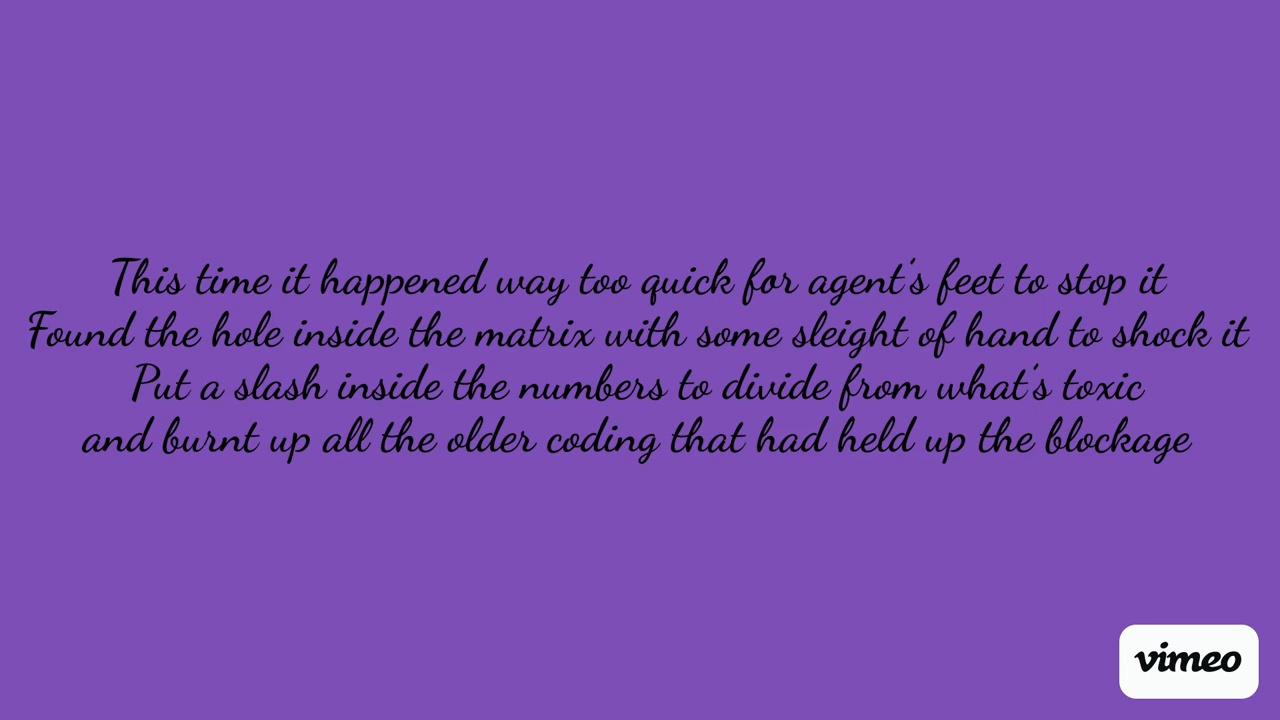 This time it happened way too quick for agent's feet to stop it
Found the hole inside the matrix with some sleight of hand to shock it
Put a slash inside the numbers to divide from what's toxic
and burnt up all the older coding that had held up the blockage
vimeo